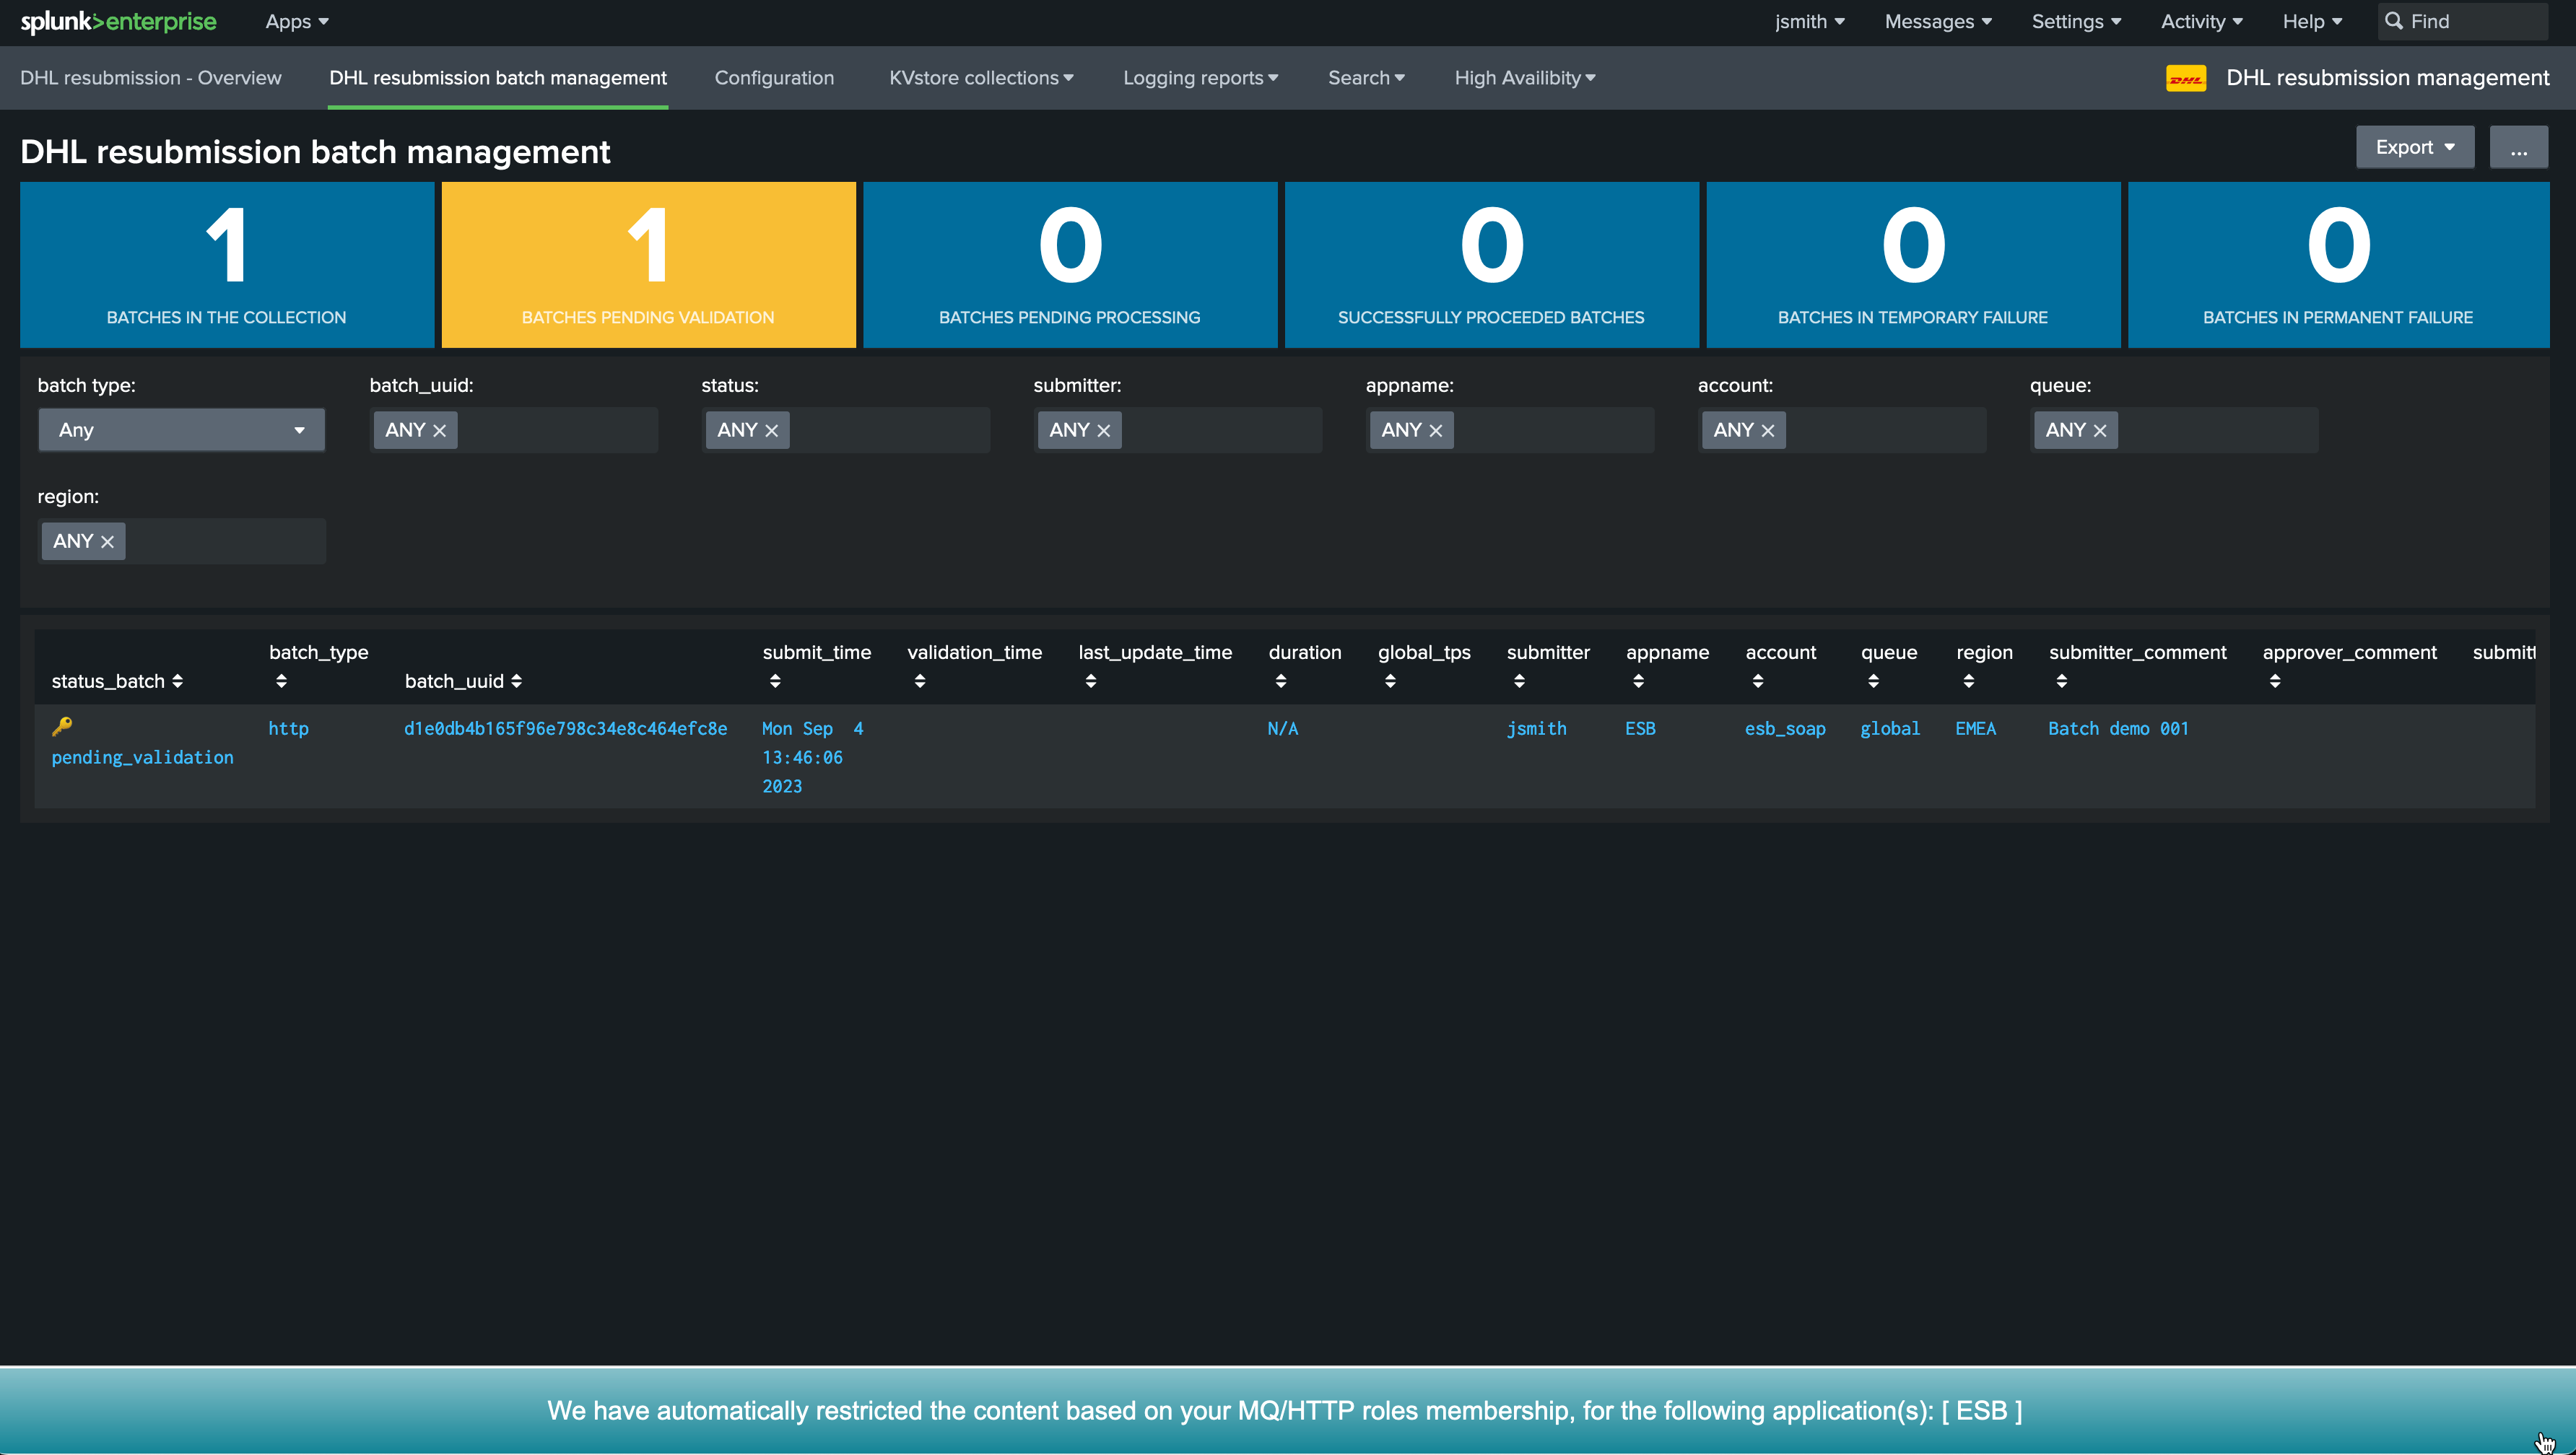 splunk>enterprise Apps jsmith Messages Settings Activity Help Find
DHL resubmission - Overview DHL resubmission batch management Configuration KVstore collections Logging reports Search High Availibity DHL DHL resubmission management
DHL resubmission batch management Export ...
1 1 0 0 0 0
BATCHES IN THE COLLECTION BATCHES PENDING VALIDATION BATCHES PENDING PROCESSING SUCCESSFULLY PROCEEDED BATCHES BATCHES IN TEMPORARY FAILURE BATCHES IN PERMANENT FAILURE
batch type: batch_uuid: status: submitter: appname: account: queue:
Any ANY ANY ANY ANY ANY ANY
region:
ANY
batch_type submit_time validation_time last_update_time duration global_tps submitter appname account queue region submitter_comment approver_comment submitt
status_batch batch_uuid
http d1e0db4b165f96e798c34e8c464efc8e Mon Sep 4 N/A jsmith ESB esb_soap global EMEA Batch demo 001
pending_validation 13:46:06
2023
We have automatically restricted the content based on your MQ/HTTP roles membership, for the following application(s): [ ESB ]